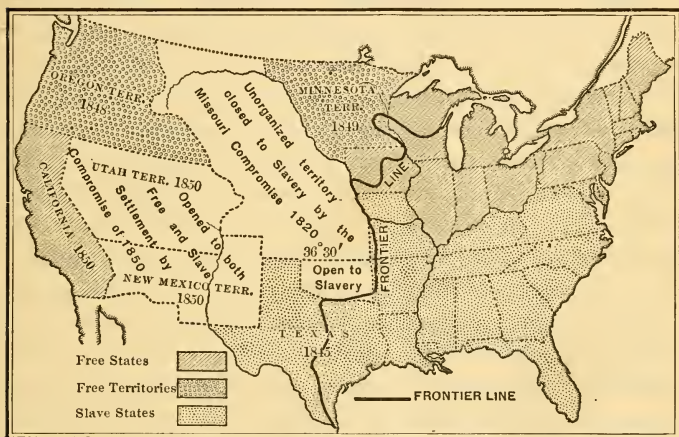 OREGON TERR.
1848
MINNESOTA
TERR.
1849
Unorganized territory
closed to Slavery by the
Missouri Compromise 1820
36°30′
Open to
Slavery
CALIFORNIA 1850
UTAH TERR. 1850
Opened to both
Free and Slave
Settlement by
Compromise of 1850
NEW MEXICO TERR.
1850
TEXAS
1845
FRONTIER
LINE
Free States
Free Territories
Slave States
FRONTIER LINE